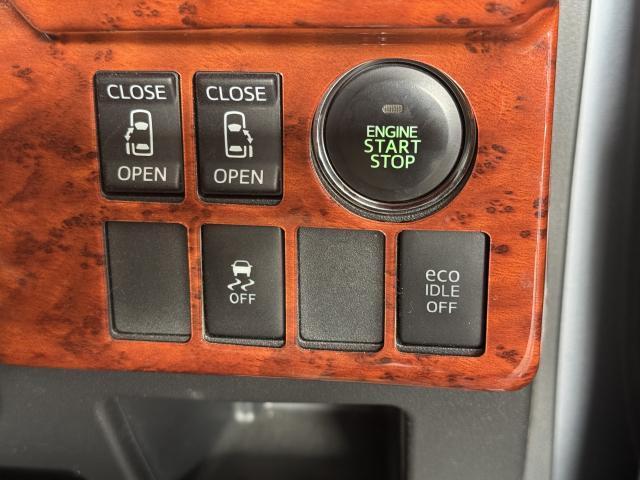 CLOSE
OPEN
CLOSE
OPEN
ENGINE
START
STOP
OFF
eco
IDLE
OFF